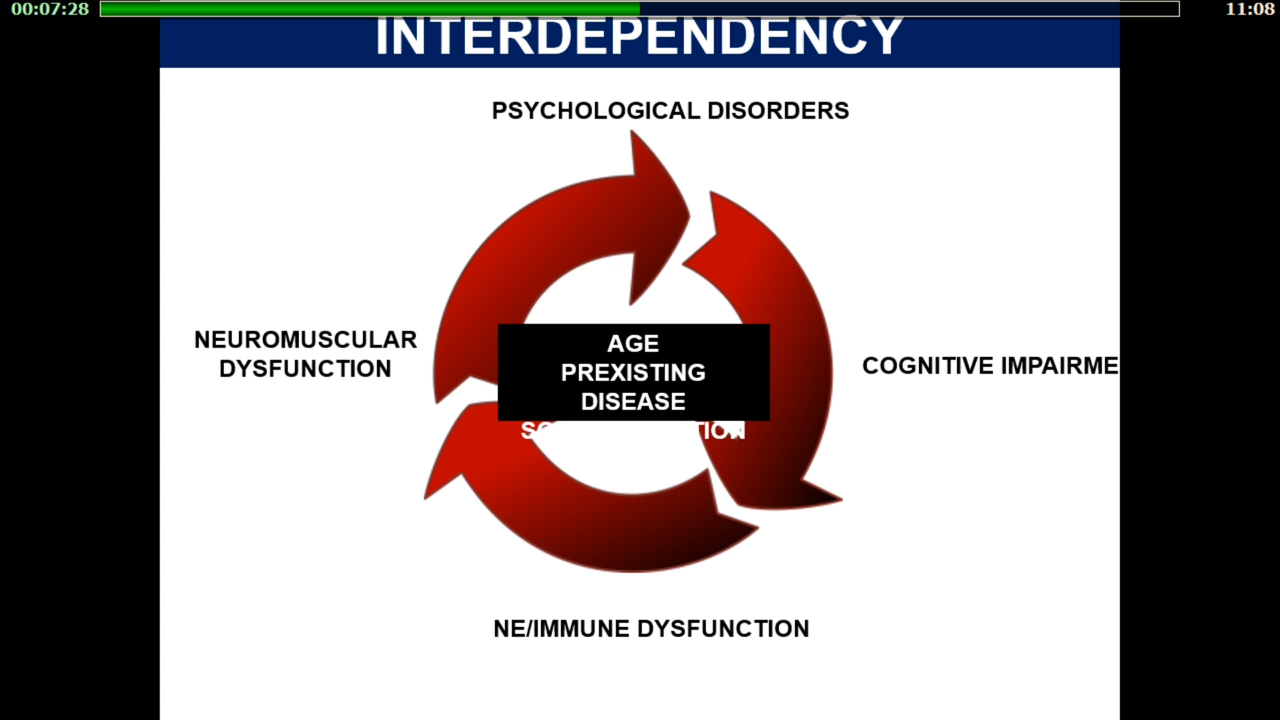 00:07:28
11:08
INTERDEPENDENCY
PSYCHOLOGICAL DISORDERS
NEUROMUSCULAR
DYSFUNCTION
AGE
PREXISTING
DISEASE
COGNITIVE IMPAIRME
NE/IMMUNE DYSFUNCTION